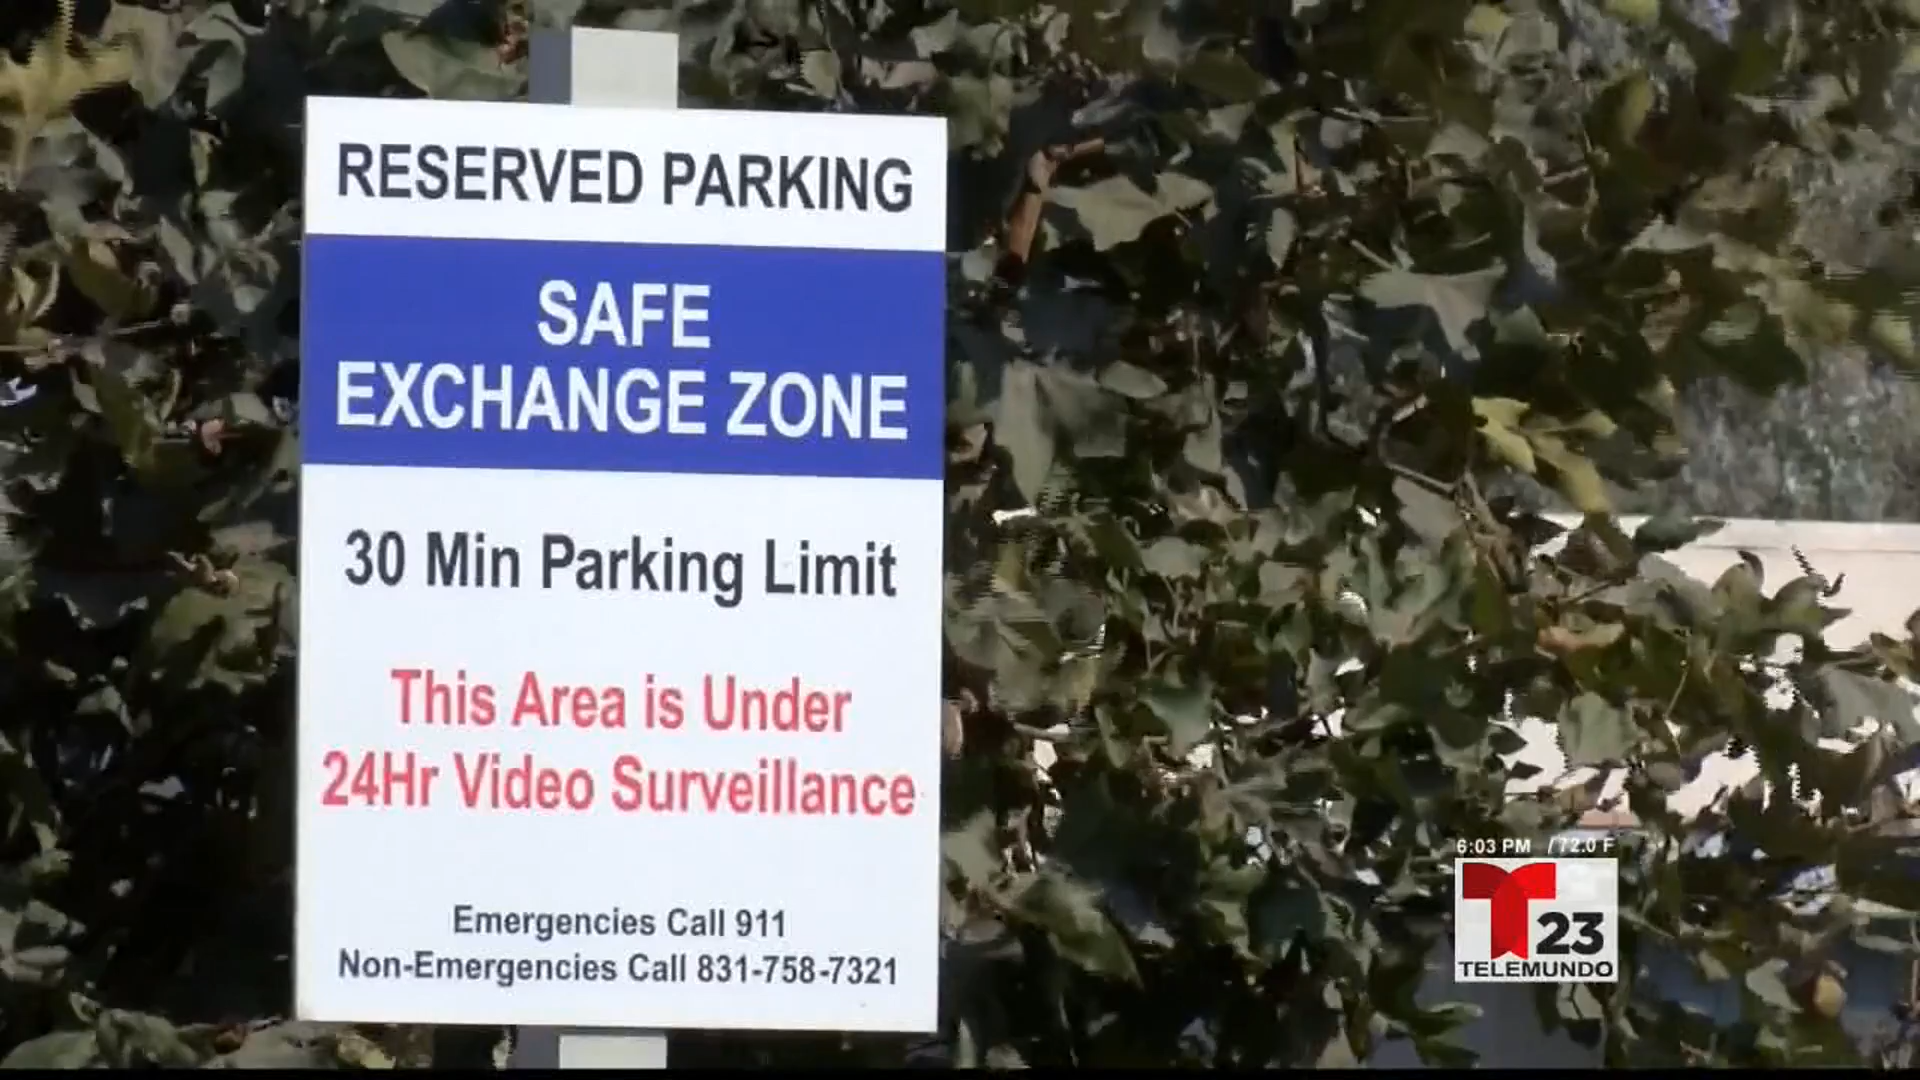 RESERVED PARKING
SAFE
EXCHANGE ZONE
30 Min Parking Limit
This Area is Under
24Hr Video Surveillance
Emergencies Call 911
Non-Emergencies Call 831-758-7321
6:03 PM / 72.0 F
T 23
TELEMUNDO